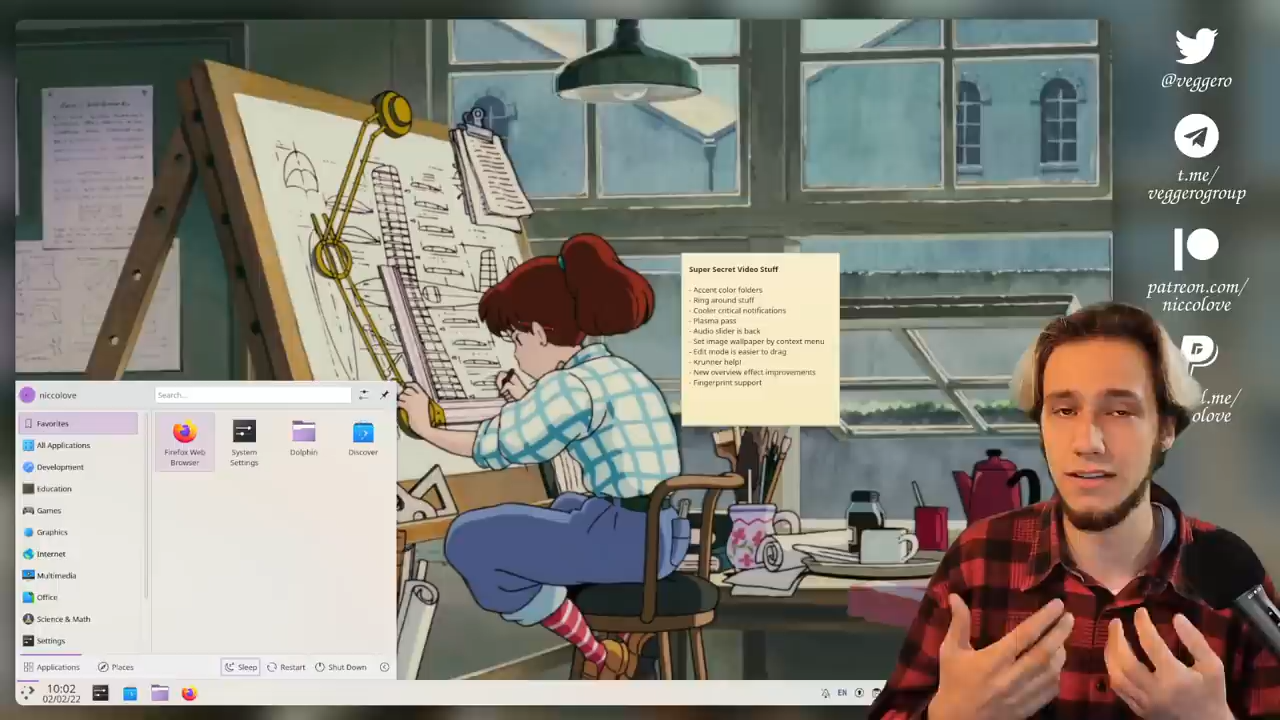 @veggero
t.me/
veggerogroup
patreon.com/
niccolove
l.me/
olove
Super Secret Video Stuff
- Accent color folders
- Ring around stuff
- Cooler critical notifications
- Plasma pass
- Audio slider is back
- Set image wallpaper by context menu
- Edit mode is easier to drag
- Krunner help!
- New overview effect improvements
- Fingerprint support
niccolove
Search...
Favorites
All Applications
Development
Education
Games
Graphics
Internet
Multimedia
Office
Science & Math
Settings
Firefox Web
Browser
System
Settings
Dolphin
Discover
Applications
Places
Sleep
Restart
Shut Down
10:02
02/02/22
EN